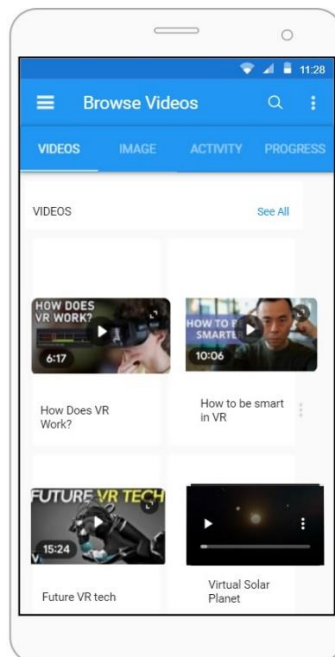 11:28
Browse Videos
VIDEOS IMAGE ACTIVITY PROGRESS
VIDEOS See All
HOW DOES
VR WORK?
6:17
HOW TO BE
SMARTER
10:06
How Does VR
Work?
How to be smart
in VR
FUTURE VR TECH
15:24
Future VR tech
Virtual Solar
Planet